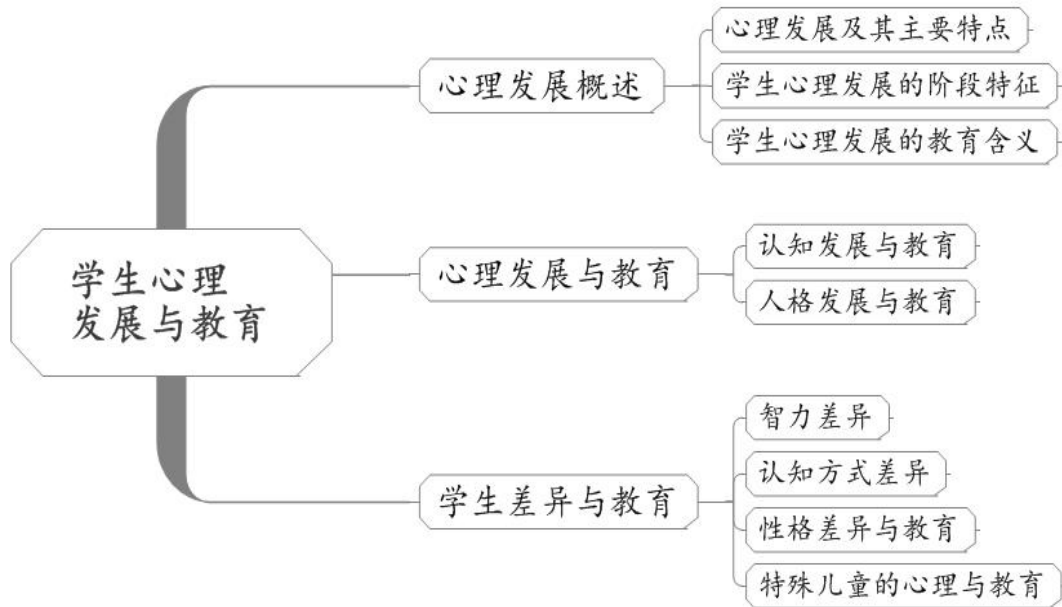 学生心理
发展与教育
心理发展概述
心理发展及其主要特点
学生心理发展的阶段特征
学生心理发展的教育含义
心理发展与教育
认知发展与教育
人格发展与教育
学生差异与教育
智力差异
认知方式差异
性格差异与教育
特殊儿童的心理与教育